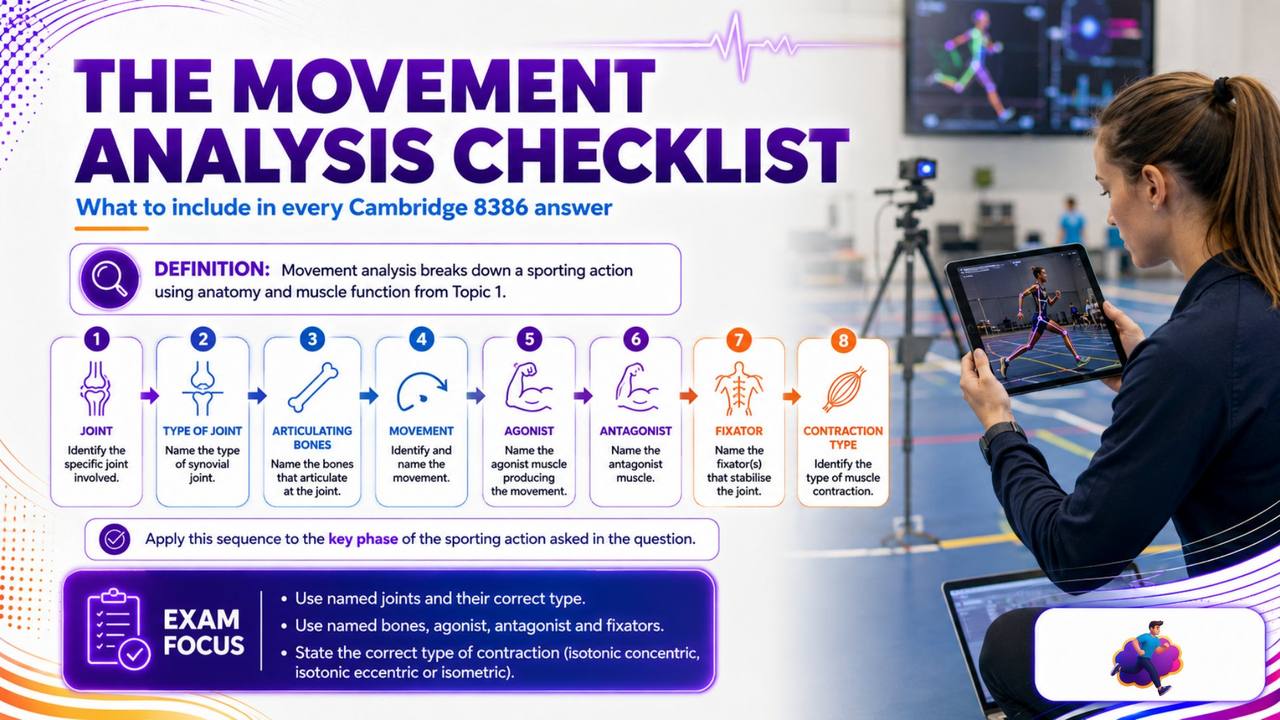 THE MOVEMENT
ANALYSIS CHECKLIST
What to include in every Cambridge 8386 answer
DEFINITION: Movement analysis breaks down a sporting action
using anatomy and muscle function from Topic 1.
1
JOINT
Identify the
specific joint
involved.
2
TYPE OF JOINT
Name the type
of synovial
joint.
3
ARTICULATING
BONES
Name the bones
that articulate
at the joint.
4
MOVEMENT
Identify and
name the
movement.
5
AGONIST
Name the
agonist muscle
producing
the movement.
6
ANTAGONIST
Name the
antagonist
muscle.
7
FIXATOR
Name the
fixator(s)
that stabilise
the joint.
8
CONTRACTION
TYPE
Identify the
type of muscle
contraction.
Apply this sequence to the key phase of the sporting action asked in the question.
EXAM
FOCUS
• Use named joints and their correct type.
• Use named bones, agonist, antagonist and fixators.
• State the correct type of contraction (isotonic concentric,
isotonic eccentric or isometric).